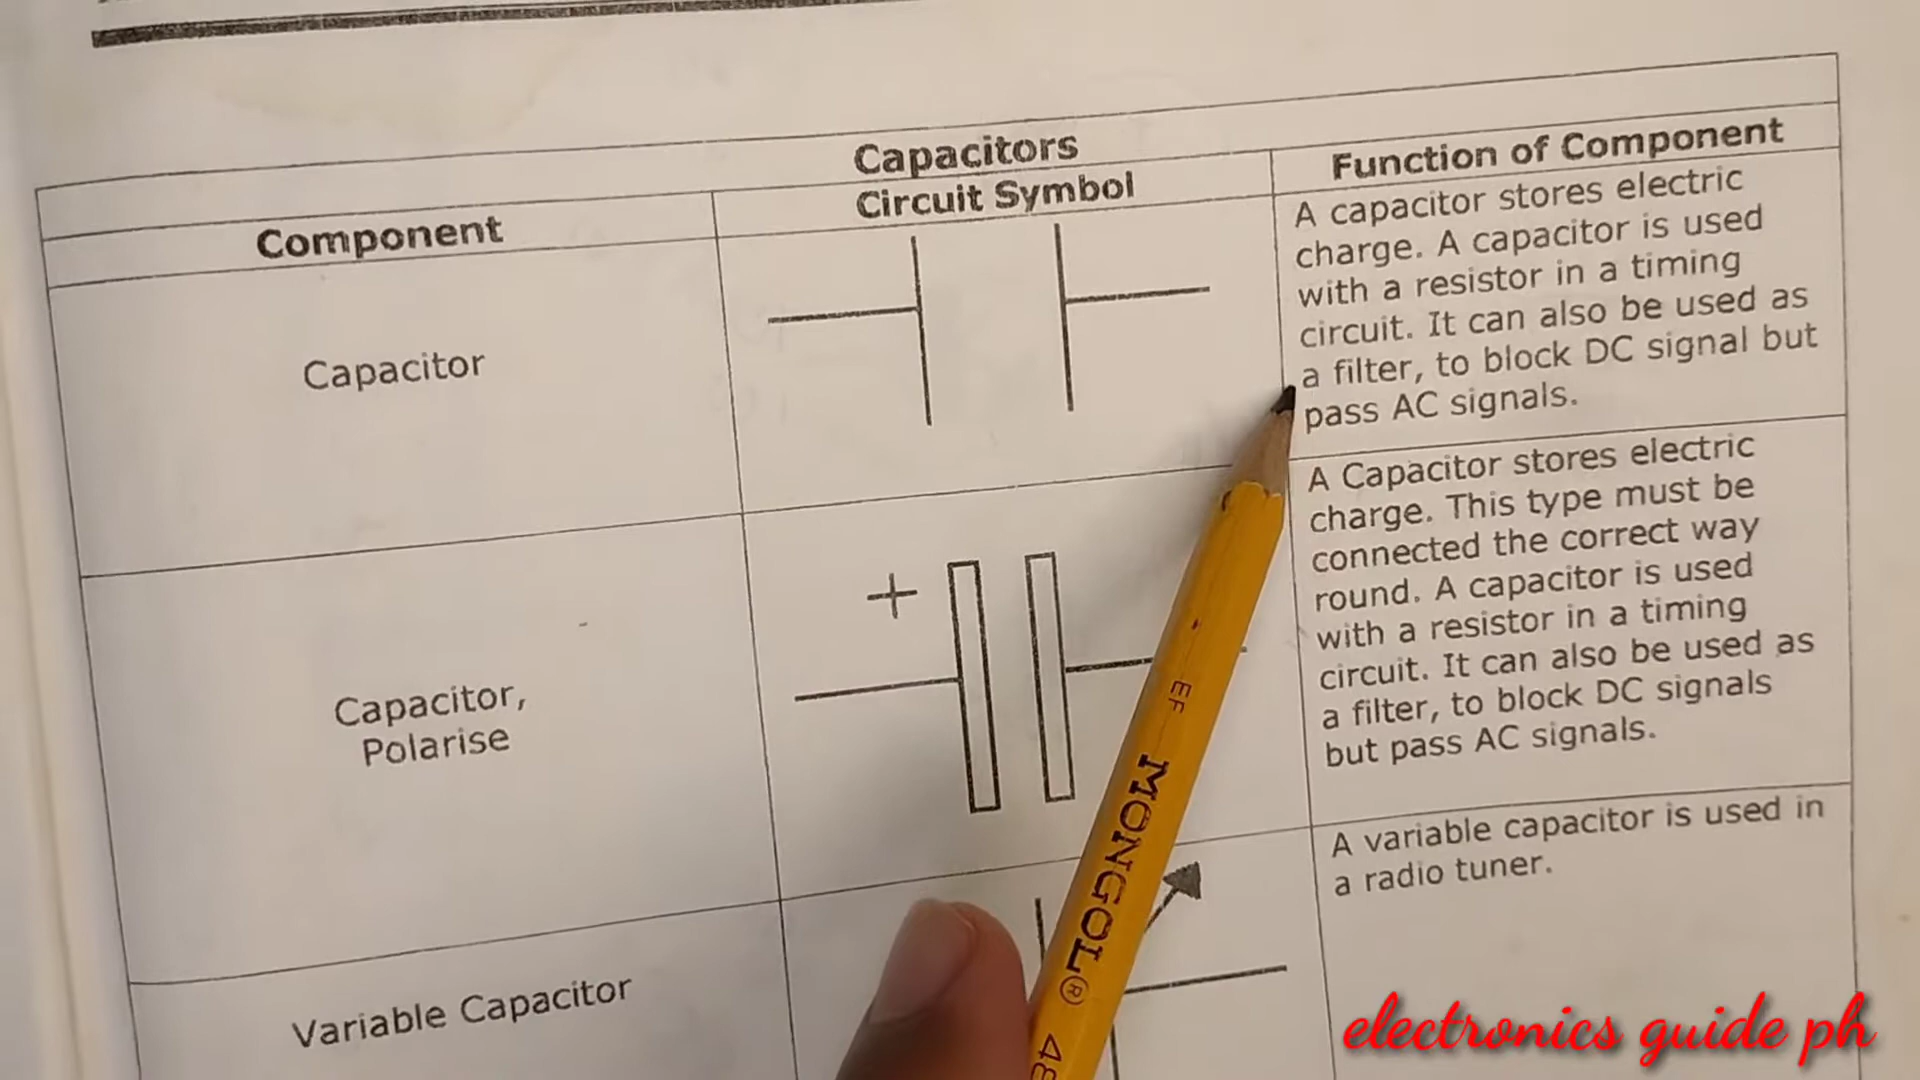 Capacitors
Component
Circuit Symbol
Function of Component
Capacitor
A capacitor stores electric
charge. A capacitor is used
with a resistor in a timing
circuit. It can also be used as
a filter, to block DC signal but
pass AC signals.
Capacitor,
Polarise
+
A Capacitor stores electric
charge. This type must be
connected the correct way
round. A capacitor is used
with a resistor in a timing
circuit. It can also be used as
a filter, to block DC signals
but pass AC signals.
Variable Capacitor
A variable capacitor is used in
a radio tuner.
EF MONGOL® 48
electronics guide ph